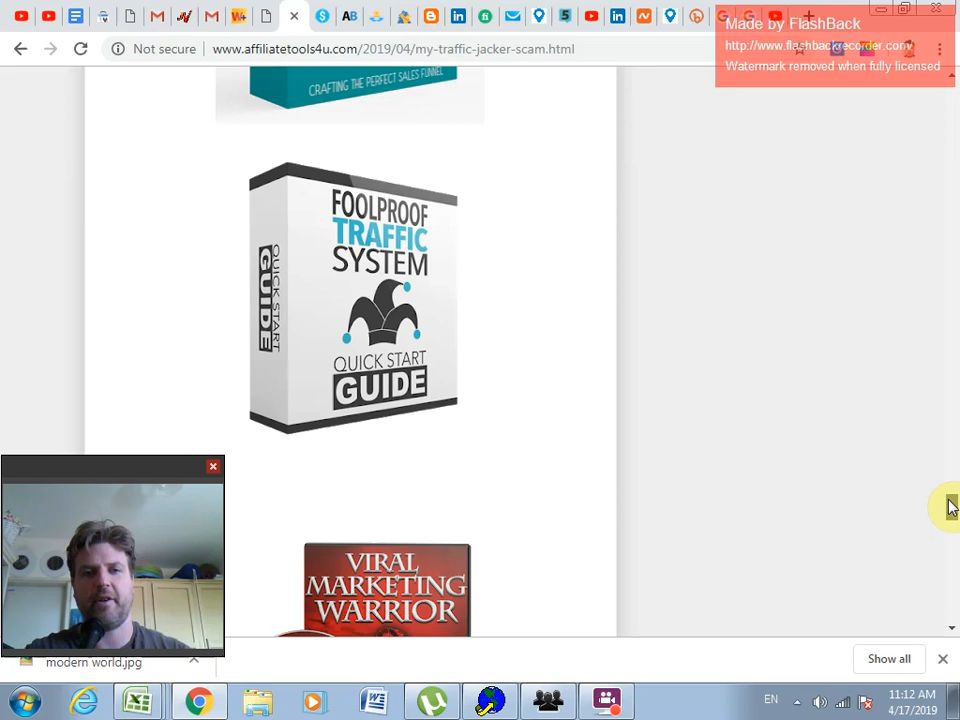 Made by FlashBack
http://www.flashbackrecorder.com/
Watermark removed when fully licensed
Not secure
www.affiliatetools4u.com/2019/04/my-traffic-jacker-scam.html
CRAFTING THE PERFECT SALES FUNNEL
FOOLPROOF
TRAFFIC
SYSTEM
QUICK START
GUIDE
QUICK START
GUIDE
VIRAL
MARKETING
WARRIOR
modern world.jpg
Show all
EN
11:12 AM
4/17/2019